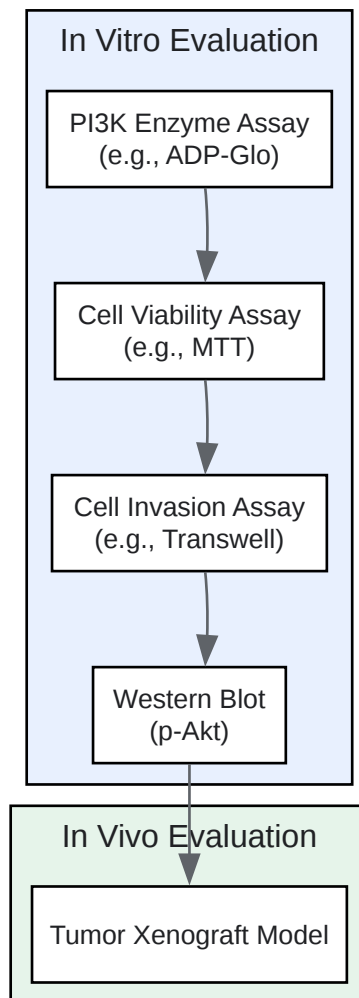 In Vitro Evaluation
PI3K Enzyme Assay
(e.g., ADP-Glo)
Cell Viability Assay
(e.g., MTT)
Cell Invasion Assay
(e.g., Transwell)
Western Blot
(p-Akt)
In Vivo Evaluation
Tumor Xenograft Model